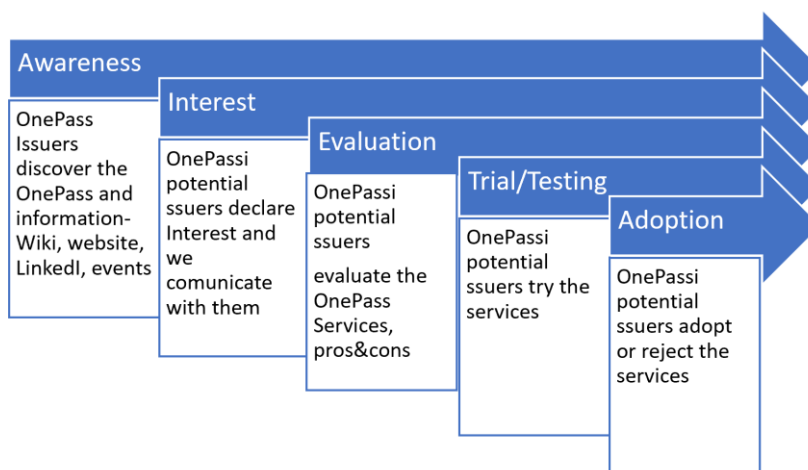 Awareness
OnePass
Issuers
discover the
OnePass and
information-
Wiki, website,
LinkedI, events
Interest
OnePassi
potential
ssuers declare
Interest and
we
comunicate
with them
Evaluation
OnePassi
potential
ssuers
evaluate the
OnePass
Services,
pros&cons
Trial/Testing
OnePassi
potential
ssuers try the
services
Adoption
OnePassi
potential
ssuers adopt
or reject the
services